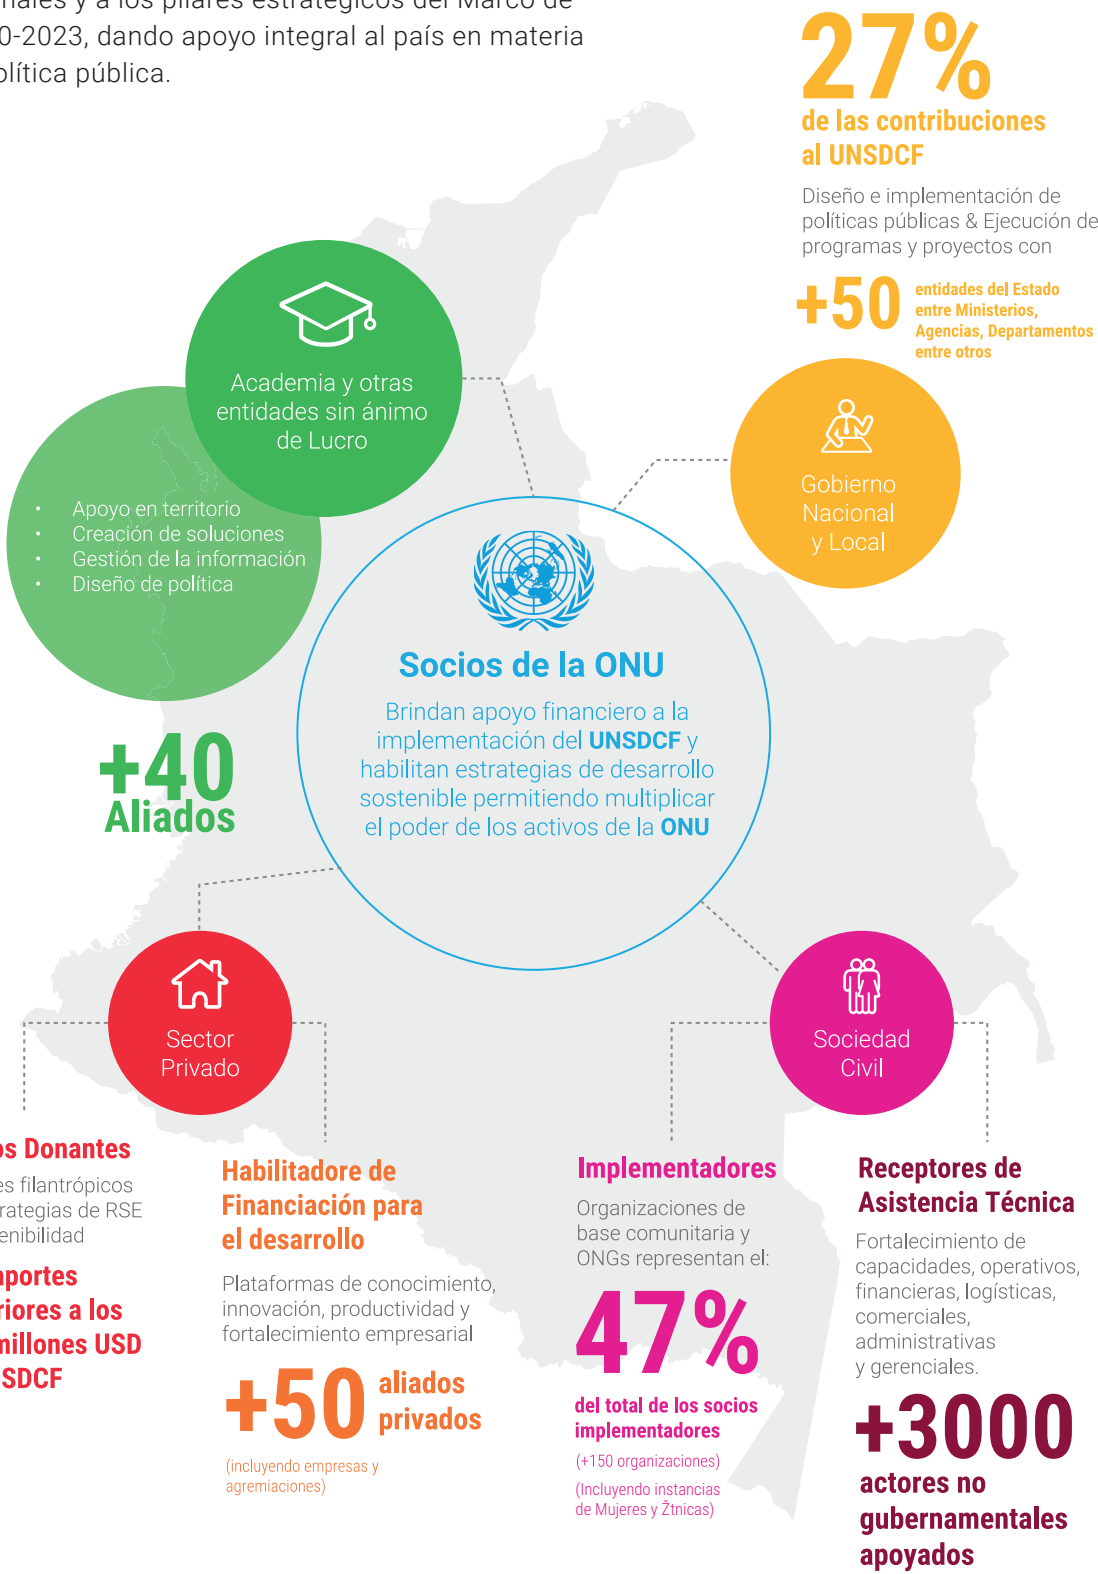 nales y a los pilares estratégicos del Marco de
0-2023, dando apoyo integral al país en materia
olítica pública.
27%
de las contribuciones
al UNSDCF
Diseño e implementación de
políticas públicas & Ejecución de
programas y proyectos con
+50
entidades del Estado
entre Ministerios,
Agencias, Departamentos
entre otros
Academia y otras
entidades sin ánimo
de Lucro
• Apoyo en territorio
• Creación de soluciones
• Gestión de la información
• Diseño de política
+40
Aliados
Gobierno
Nacional
y Local
Socios de la ONU
Brindan apoyo financiero a la
implementación del UNSDCF y
habilitan estrategias de desarrollo
sostenible permitiendo multiplicar
el poder de los activos de la ONU
Sector
Privado
Sociedad
Civil
os Donantes
es filantrópicos
rategias de RSE
enibilidad
aportes
riores a los
millones USD
SDCF
Habilitadore de
Financiación para
el desarrollo
Plataformas de conocimiento,
innovación, productividad y
fortalecimiento empresarial
+50
aliados
privados
(incluyendo empresas y
agremiaciones)
Implementadores
Organizaciones de
base comunitaria y
ONGs representan el:
47%
del total de los socios
implementadores
(+150 organizaciones)
(Incluyendo instancias
de Mujeres y Žtnicas)
Receptores de
Asistencia Técnica
Fortalecimiento de
capacidades, operativos,
financieras, logísticas,
comerciales,
administrativas
y gerenciales.
+3000
actores no
gubernamentales
apoyados